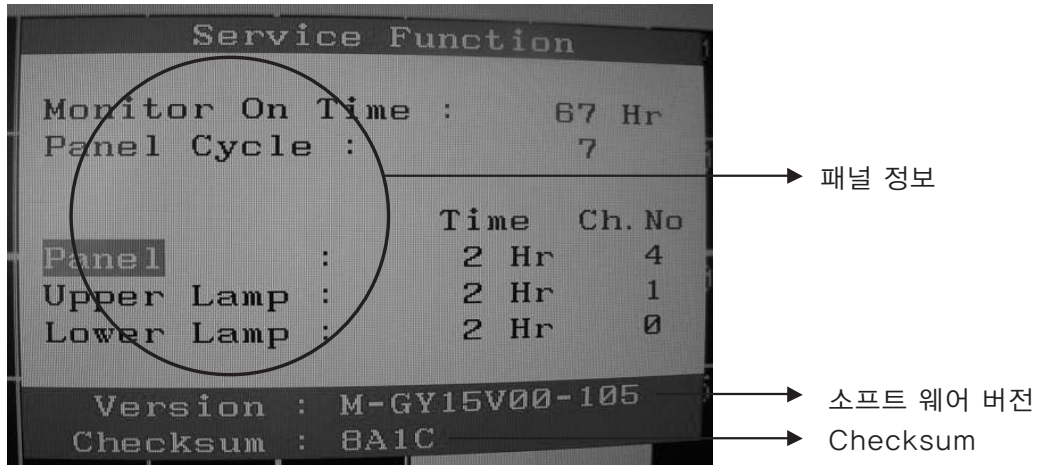 Service Function
Monitor On Time : 67 Hr
Panel Cycle : 7
패널 정보
Time Ch.No
Panel : 2 Hr 4
Upper Lamp : 2 Hr 1
Lower Lamp : 2 Hr 0
Version : M-GY15V00-105
소프트 웨어 버전
Checksum : 8A1C
Checksum